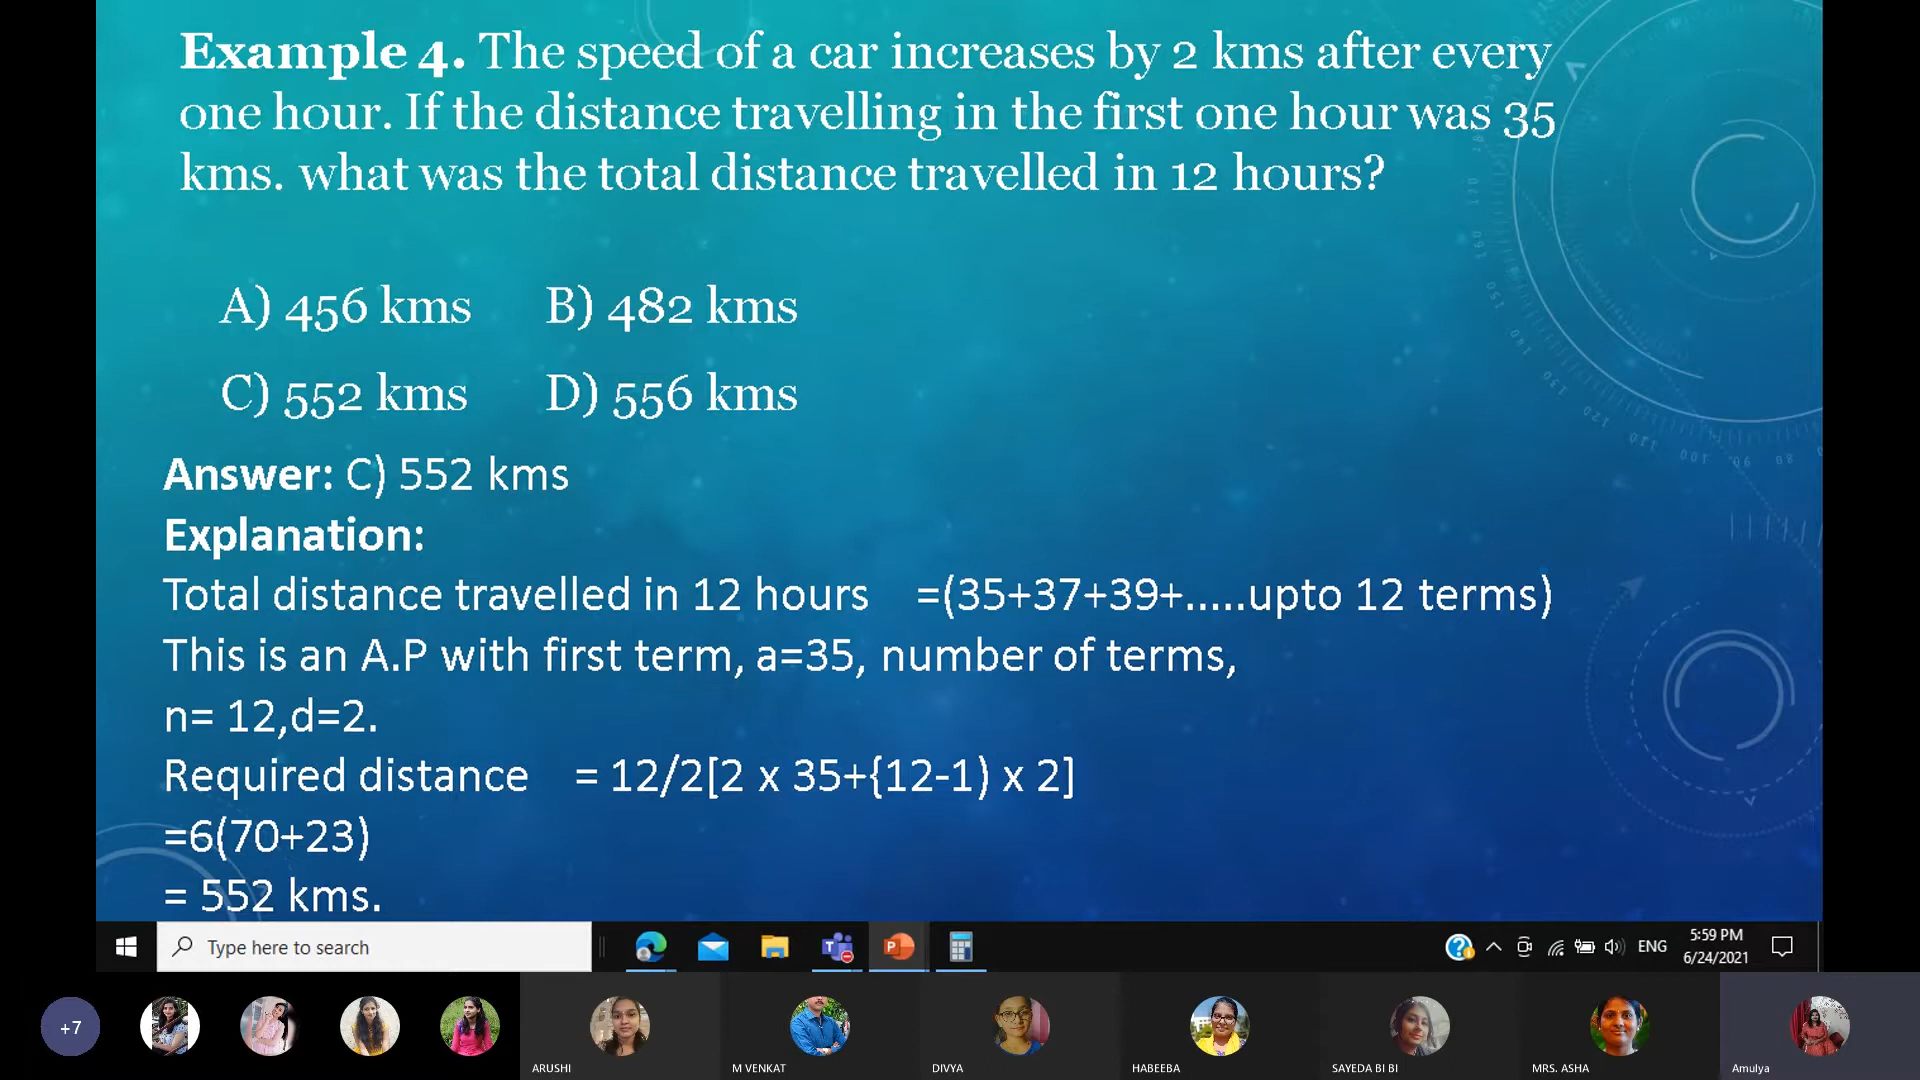 Example 4. The speed of a car increases by 2 kms after every
one hour. If the distance travelling in the first one hour was 35
kms. what was the total distance travelled in 12 hours?
A) 456 kms B) 482 kms
C) 552 kms D) 556 kms
Answer: C) 552 kms
Explanation:
Total distance travelled in 12 hours =(35+37+39+.....upto 12 terms)
This is an A.P with first term, a=35, number of terms,
n= 12,d=2.
Required distance = 12/2[2 x 35+{12-1) x 2]
=6(70+23)
= 552 kms.
Type here to search
ENG
5:59 PM
6/24/2021
+7
ARUSHI
M VENKAT
DIVYA
HABEEBA
SAYEDA BI BI
MRS. ASHA
Amulya